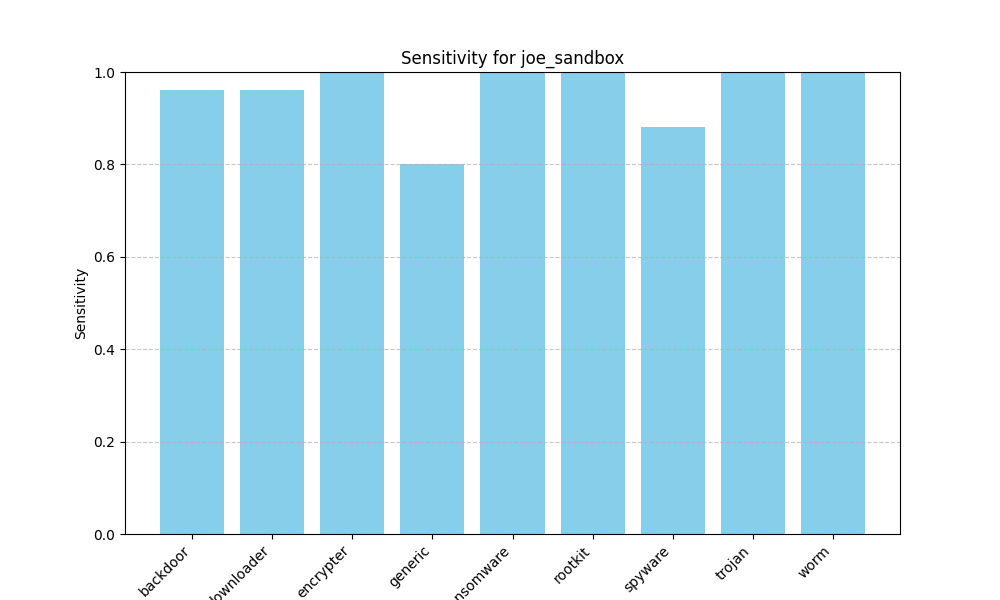 Sensitivity for joe_sandbox
1.0
0.8
0.6
0.4
0.2
0.0
Sensitivity
backdoor
ownloader
encrypter
generic
nsomware
rootkit
spyware
trojan
worm